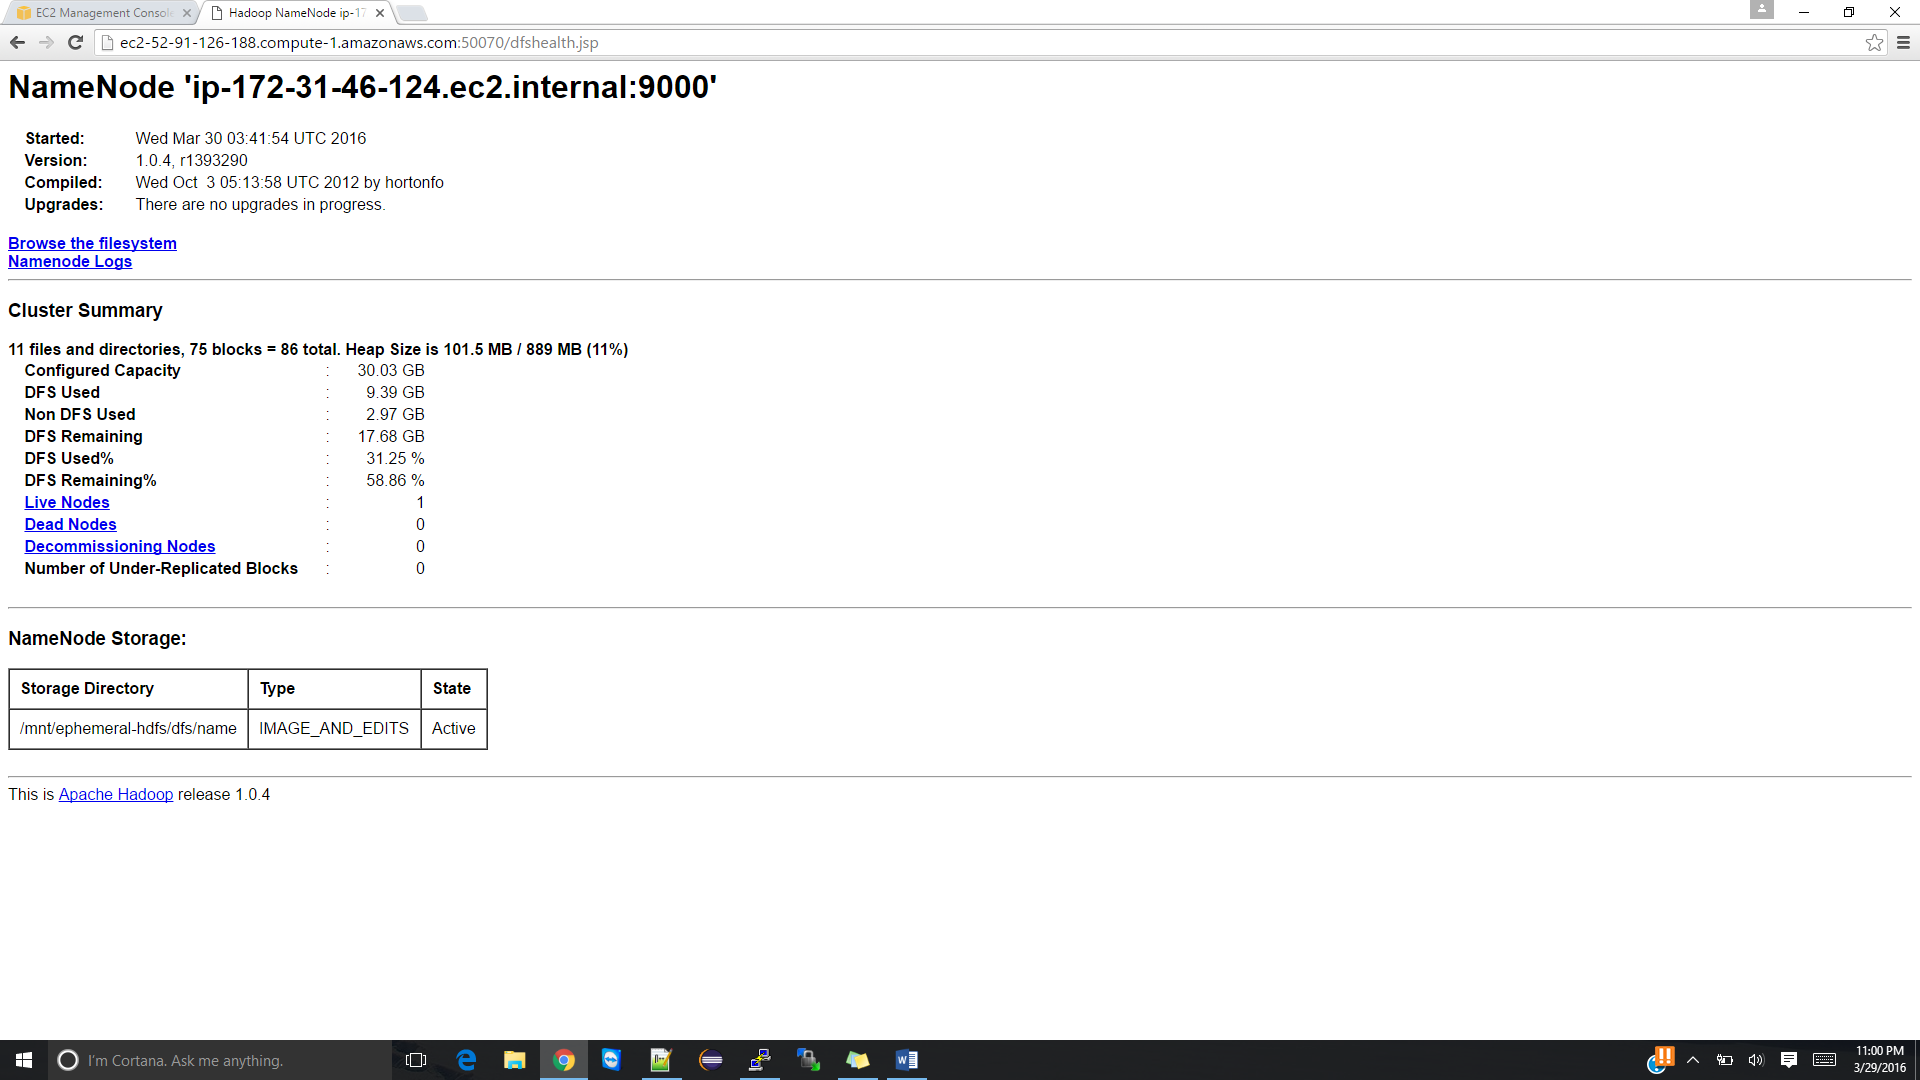 EC2 Management Consol
Hadoop NameNode ip-17
ec2-52-91-126-188.compute-1.amazonaws.com:50070/dfshealth.jsp
NameNode 'ip-172-31-46-124.ec2.internal:9000'
Started: Wed Mar 30 03:41:54 UTC 2016
Version: 1.0.4, r1393290
Compiled: Wed Oct  3 05:13:58 UTC 2012 by hortonfo
Upgrades: There are no upgrades in progress.
Browse the filesystem
Namenode Logs
Cluster Summary
11 files and directories, 75 blocks = 86 total. Heap Size is 101.5 MB / 889 MB (11%)
Configured Capacity : 30.03 GB
DFS Used : 9.39 GB
Non DFS Used : 2.97 GB
DFS Remaining : 17.68 GB
DFS Used% : 31.25 %
DFS Remaining% : 58.86 %
Live Nodes : 1
Dead Nodes : 0
Decommissioning Nodes : 0
Number of Under-Replicated Blocks : 0
NameNode Storage:
Storage Directory Type State
/mnt/ephemeral-hdfs/dfs/name IMAGE_AND_EDITS Active
This is Apache Hadoop release 1.0.4
I'm Cortana. Ask me anything.
11:00 PM
3/29/2016